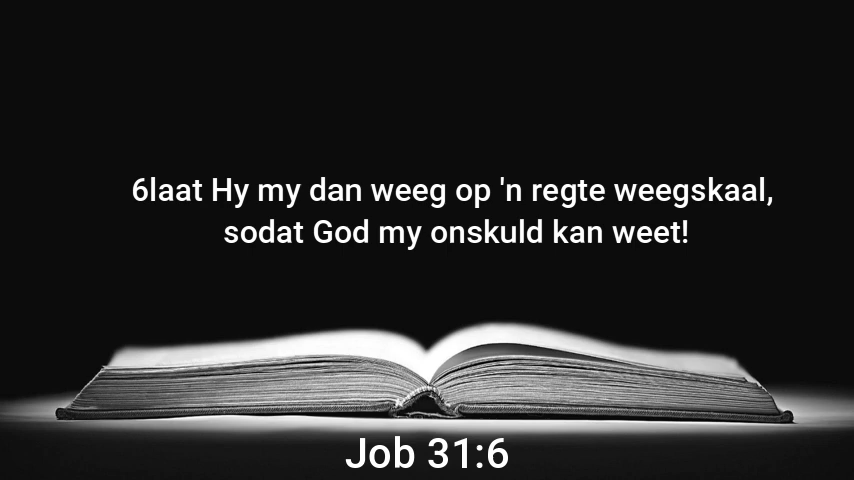 6laat Hy my dan weeg op 'n regte weegskaal,
sodat God my onskuld kan weet!
Job 31:6